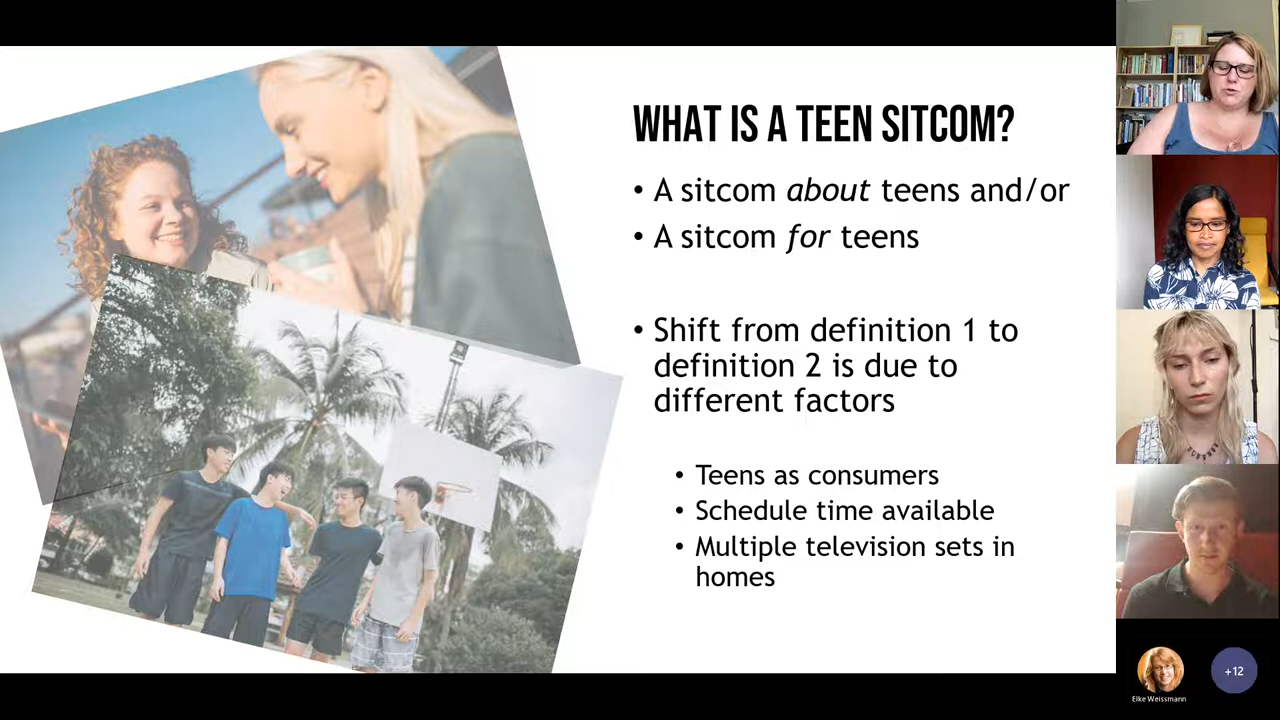 WHAT IS A TEEN SITCOM?
• A sitcom about teens and/or
• A sitcom for teens
• Shift from definition 1 to
definition 2 is due to
different factors
• Teens as consumers
• Schedule time available
• Multiple television sets in
homes
Elke Weissmann
+12